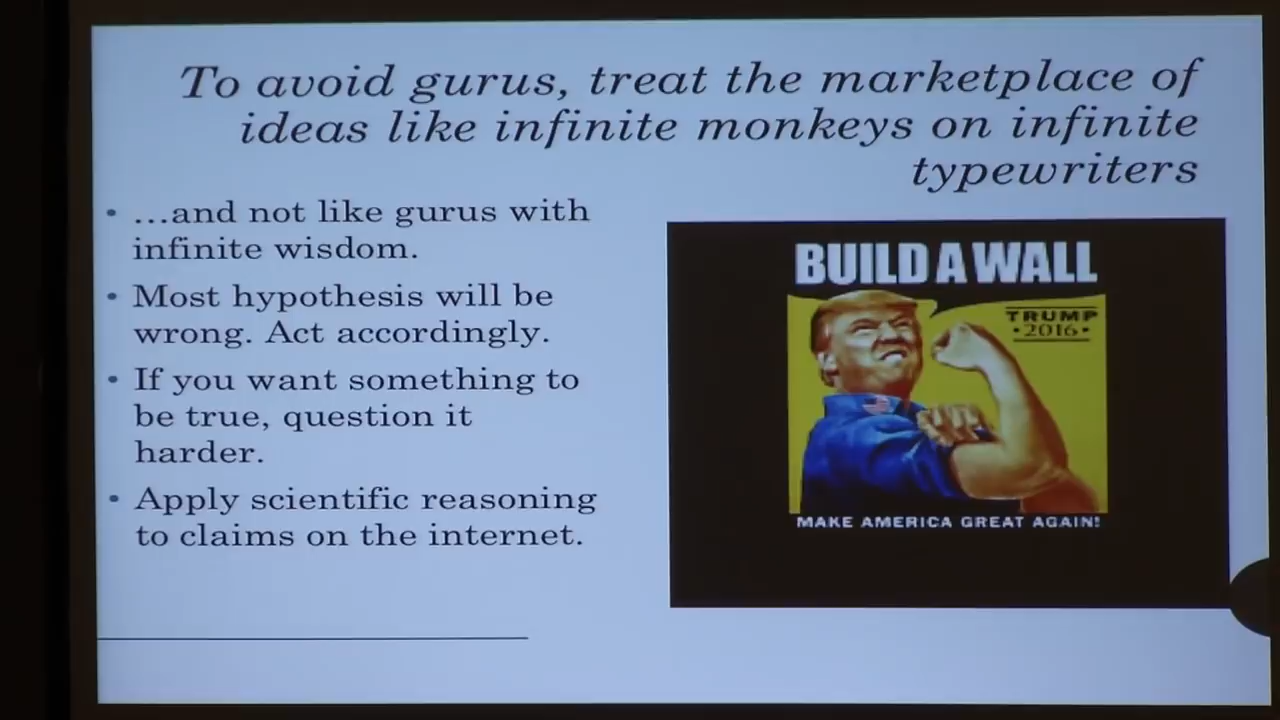 To avoid gurus, treat the marketplace of
ideas like infinite monkeys on infinite
typewriters
• …and not like gurus with
infinite wisdom.
• Most hypothesis will be
wrong. Act accordingly.
• If you want something to
be true, question it
harder.
• Apply scientific reasoning
to claims on the internet.
BUILD A WALL
TRUMP
•2016•
MAKE AMERICA GREAT AGAIN!